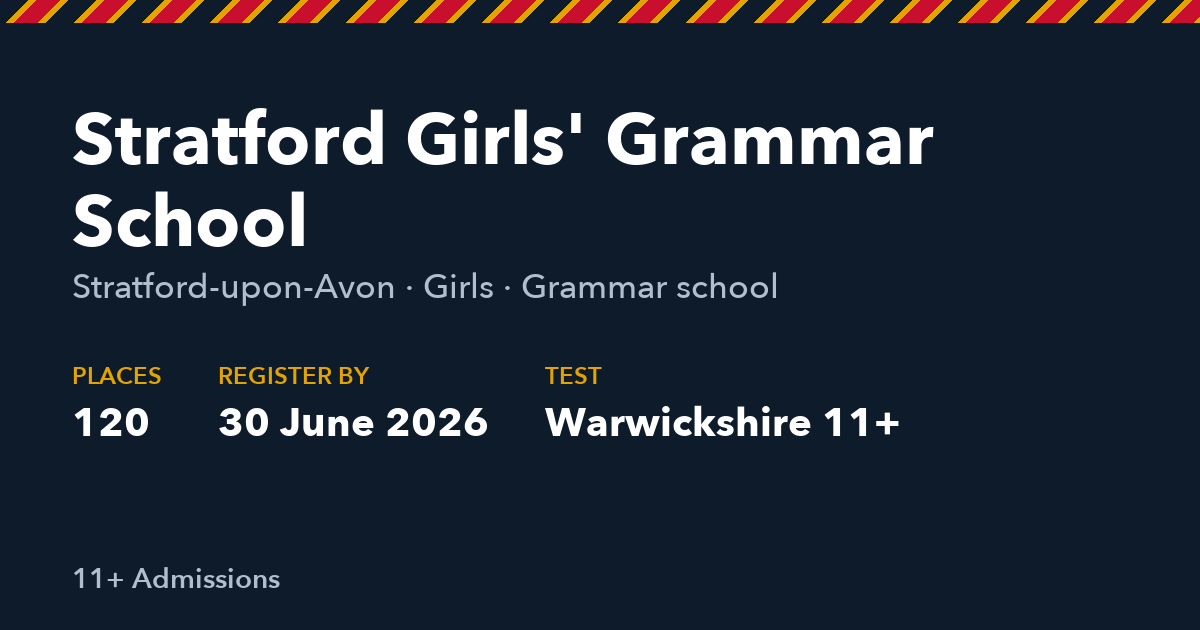 Stratford Girls' Grammar
School
Stratford-upon-Avon · Girls · Grammar school
PLACES REGISTER BY TEST
120 30 June 2026 Warwickshire 11+
11+ Admissions